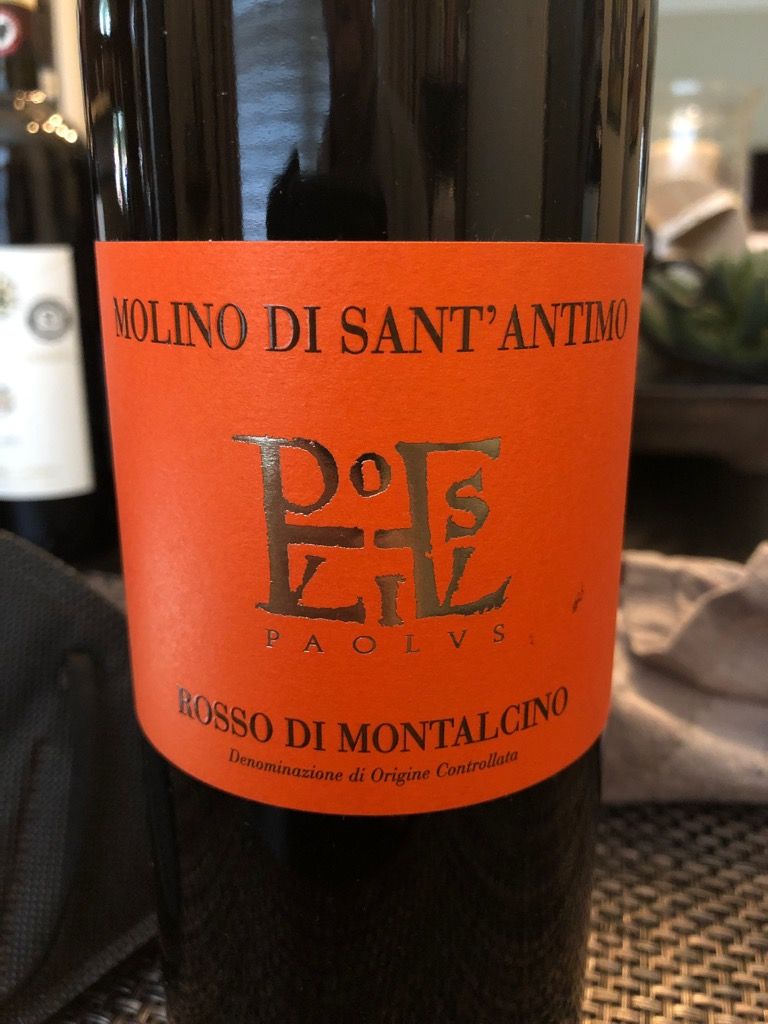 MOLINO DI SANT'ANTIMO
PAOLVS
ROSSO DI MONTALCINO
Denominazione di Origine Controllata